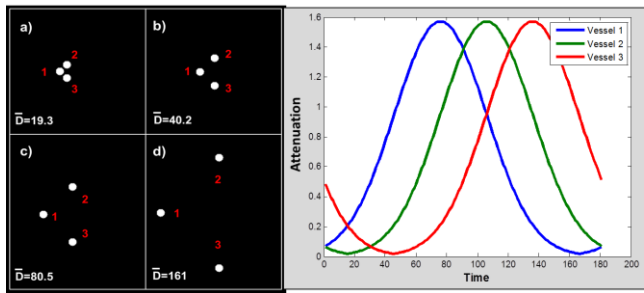 a)
2
1
3
D̅=19.3
b)
2
1
3
D̅=40.2
c)
2
1
3
D̅=80.5
d)
2
1
3
D̅=161
Attenuation
1.6
1.4
1.2
1
0.8
0.6
0.4
0.2
0
0 20 40 60 80 100 120 140 160 180 200
Time
Vessel 1
Vessel 2
Vessel 3